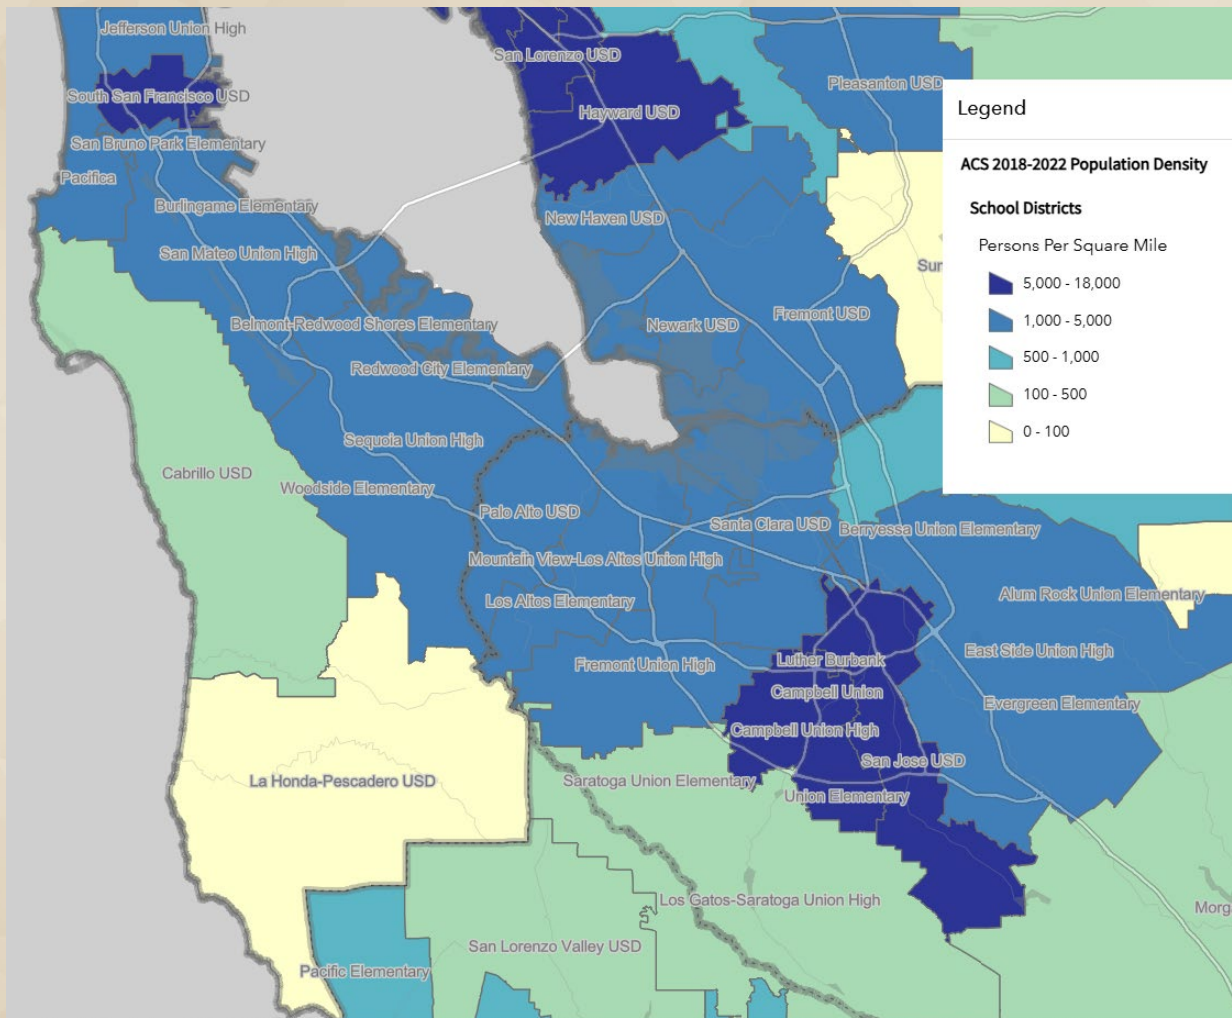 Jefferson Union High
San Lorenzo USD
Pleasanton USD
South San Francisco USD
Hayward USD
Legend
San Bruno Park Elementary
ACS 2018-2022 Population Density
Pacifica
Burlingame Elementary
New Haven USD
School Districts
San Mateo Union High
Persons Per Square Mile
Sur
5,000 - 18,000
Belmont-Redwood Shores Elementary
Newark USD
Fremont USD
1,000 - 5,000
Redwood City Elementary
500 - 1,000
100 - 500
Sequoia Union High
0 - 100
Cabrillo USD
Woodside Elementary
Palo Alto USD
Santa Clara USD
Berryessa Union Elementary
Mountain View-Los Altos Union High
Los Altos Elementary
Alum Rock Union Elementary
Fremont Union High
Luther Burbank
East Side Union High
Campbell Union
Evergreen Elementary
Campbell Union High
San Jose USD
La Honda-Pescadero USD
Saratoga Union Elementary
Union Elementary
Los Gatos-Saratoga Union High
Morg
San Lorenzo Valley USD
Pacific Elementary